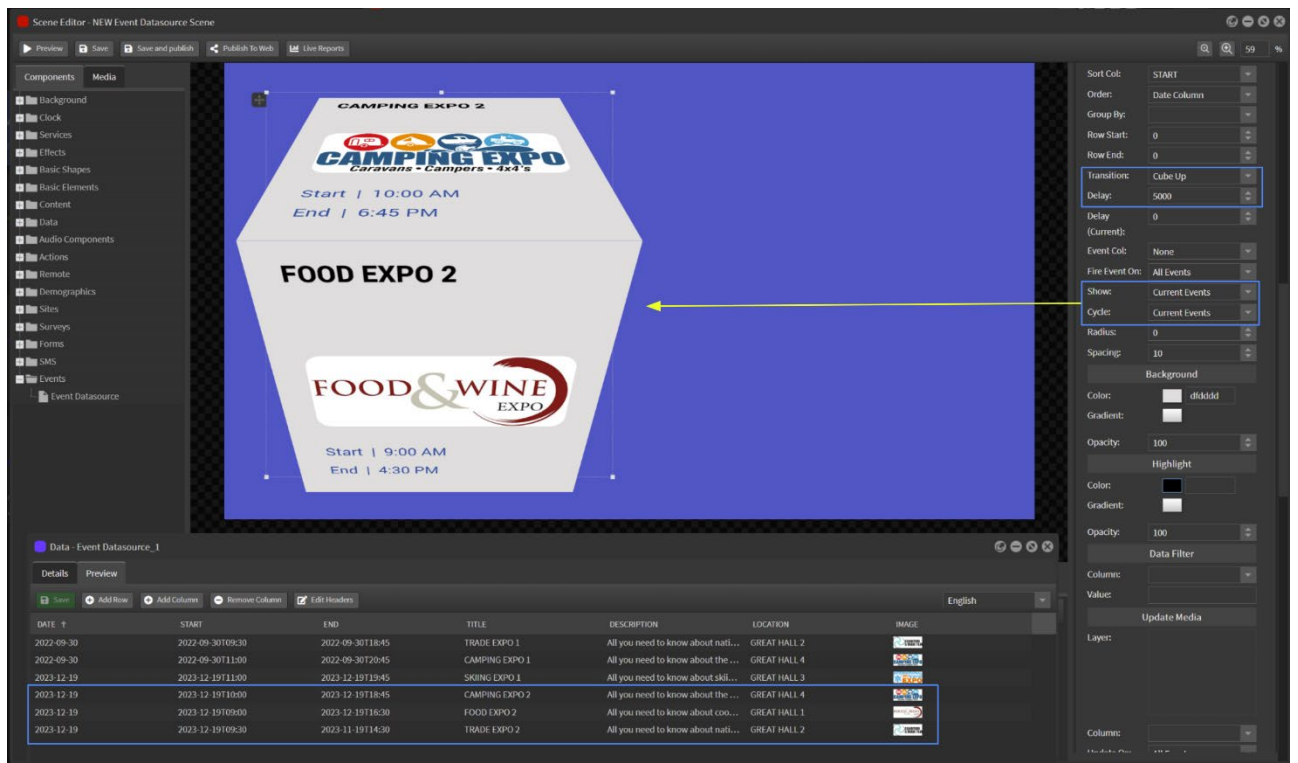 Scene Editor - NEW Event Datasource Scene
Preview Save Save and publish Publish To Web Live Reports 59 %
Components Media
Background
Clock
Services
Effects
Basic Shapes
Basic Elements
Content
Data
Audio Components
Actions
Remote
Demographics
Sites
Surveys
Forms
SMS
Events
Event Datasource
CAMPING EXPO 2
CAMPING EXPO
Caravans • Campers • 4x4's
Start | 10:00 AM
End | 6:45 PM
FOOD EXPO 2
FOOD & WINE
EXPO
Start | 9:00 AM
End | 4:30 PM
Sort Col: START
Order: Date Column
Group By:
Row Start: 0
Row End: 0
Transition: Cube Up
Delay: 5000
Delay 0
(Current):
Event Col: None
Fire Event On: All Events
Show: Current Events
Cycle: Current Events
Radius: 0
Spacing: 10
Background
Color: dfdddd
Gradient:
Opacity: 100
Highlight
Color:
Gradient:
Opacity: 100
Data Filter
Column:
Value:
Update Media
Layer:
Column:
Data - Event Datasource_1
Details Preview
Save Add Row Add Column Remove Column Edit Headers English
DATE ↑ START END TITLE DESCRIPTION LOCATION IMAGE
2022-09-30 2022-09-30T09:30 2022-09-30T18:45 TRADE EXPO 1 All you need to know about nati... GREAT HALL 2
2022-09-30 2022-09-30T11:00 2022-09-30T20:45 CAMPING EXPO 1 All you need to know about the ... GREAT HALL 4
2023-12-19 2023-12-19T11:00 2023-12-19T19:45 SKIING EXPO 1 All you need to know about skii... GREAT HALL 3
2023-12-19 2023-12-19T10:00 2023-12-19T18:45 CAMPING EXPO 2 All you need to know about the ... GREAT HALL 4
2023-12-19 2023-12-19T09:00 2023-12-19T16:30 FOOD EXPO 2 All you need to know about coo... GREAT HALL 1
2023-12-19 2023-12-19T09:30 2023-11-19T14:30 TRADE EXPO 2 All you need to know about nati... GREAT HALL 2